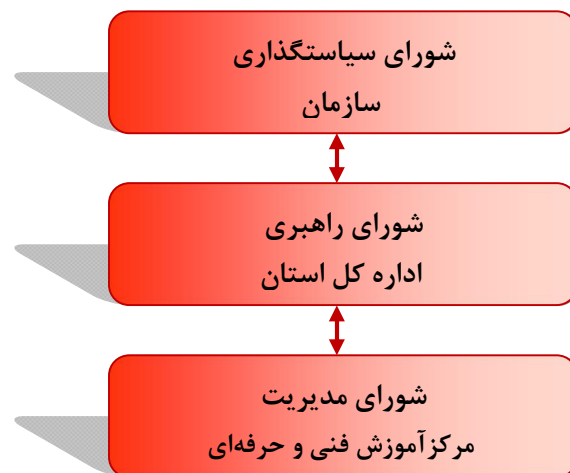 شورای سیاستگذاری
سازمان
شورای راهبری
اداره کل استان
شورای مدیریت
مرکزآموزش فنی و حرفه‌ای